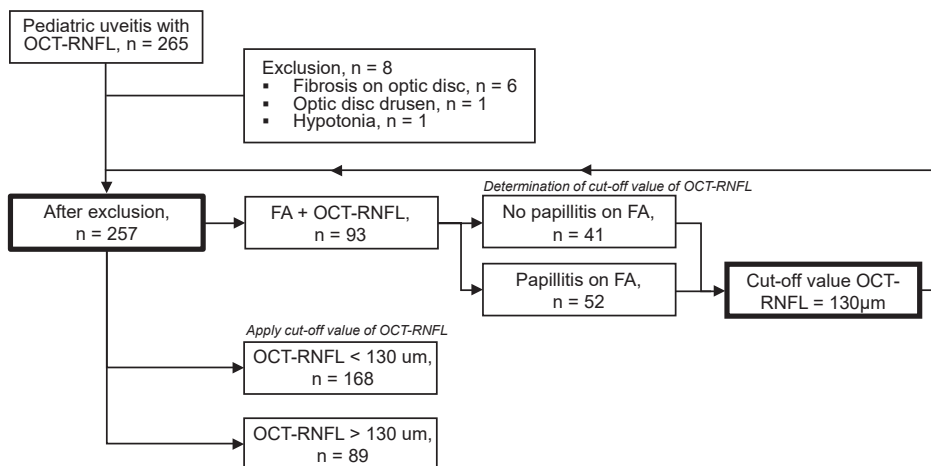 Pediatric uveitis with
OCT-RNFL, n = 265
Exclusion, n = 8
▪ Fibrosis on optic disc, n = 6
▪ Optic disc drusen, n = 1
▪ Hypotonia, n = 1
Determination of cut-off value of OCT-RNFL
After exclusion,
n = 257
FA + OCT-RNFL,
n = 93
No papillitis on FA,
n = 41
Papillitis on FA,
n = 52
Cut-off value OCT-
RNFL = 130µm
Apply cut-off value of OCT-RNFL
OCT-RNFL < 130 um,
n = 168
OCT-RNFL > 130 um,
n = 89